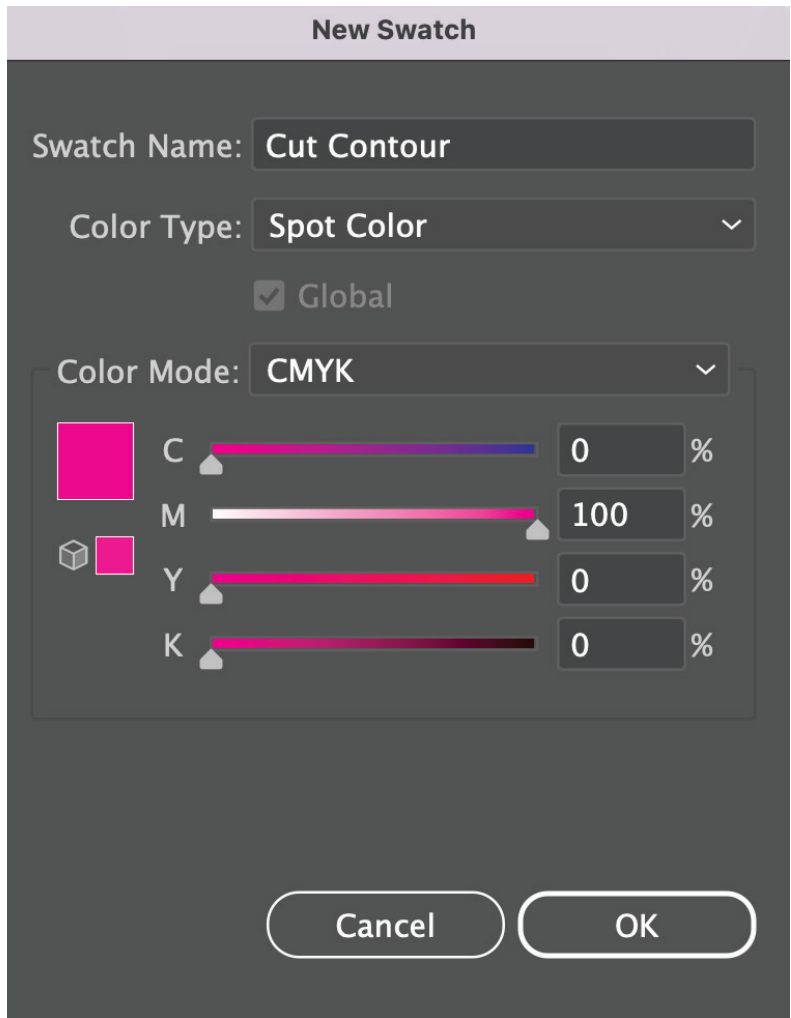 New Swatch
Swatch Name: Cut Contour
Color Type: Spot Color
Global
Color Mode: CMYK
C 0 %
M 100 %
Y 0 %
K 0 %
Cancel OK